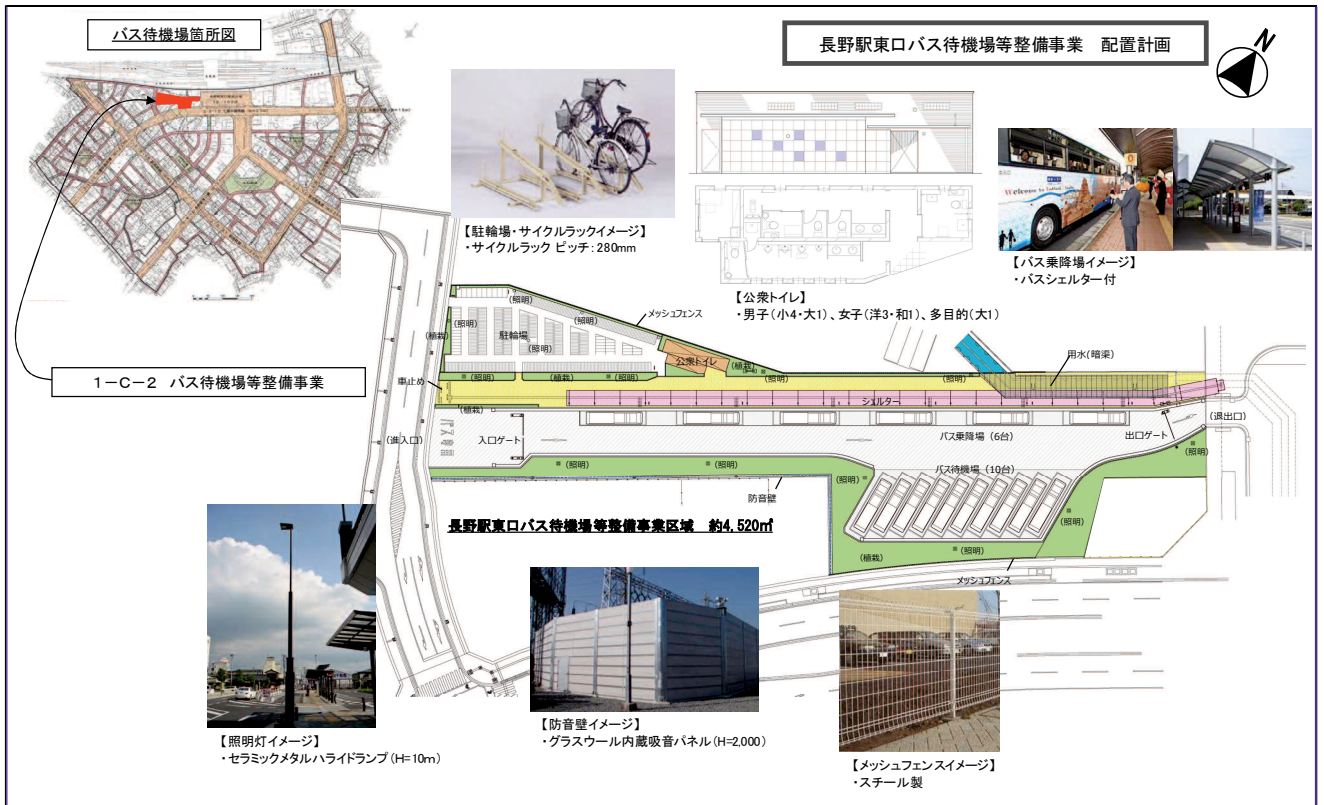 バス待機場箇所図
長野駅東口バス待機場等整備事業　配置計画
N
【駐輪場・サイクルラックイメージ】
・サイクルラック ピッチ：280mm
【公衆トイレ】
・男子（小4・大1）、女子（洋3・和1）、多目的（大1）
【バス乗降場イメージ】
・バスシェルター付
1－C－2　バス待機場等整備事業
(照明)
メッシュフェンス
(照明)
(照明)
(植栽)
駐輪場
(照明)
公衆トイレ
(植栽)
用水(暗渠)
車止め
(照明)
(植栽)
(照明)
(照明)
(照明)
シェルター
(植栽)
(進入口)
バス専用
入口ゲート
バス乗降場（6台）
出口ゲート
(退出口)
(照明)
(照明)
バス待機場（10台）
(照明)
(照明)
防音壁
長野駅東口バス待機場等整備事業区域　約4,520㎡
(照明)
(照明)
(植栽)
メッシュフェンス
【照明灯イメージ】
・セラミックメタルハライドランプ（H=10m）
【防音壁イメージ】
・グラスウール内蔵吸音パネル（H=2,000）
【メッシュフェンスイメージ】
・スチール製